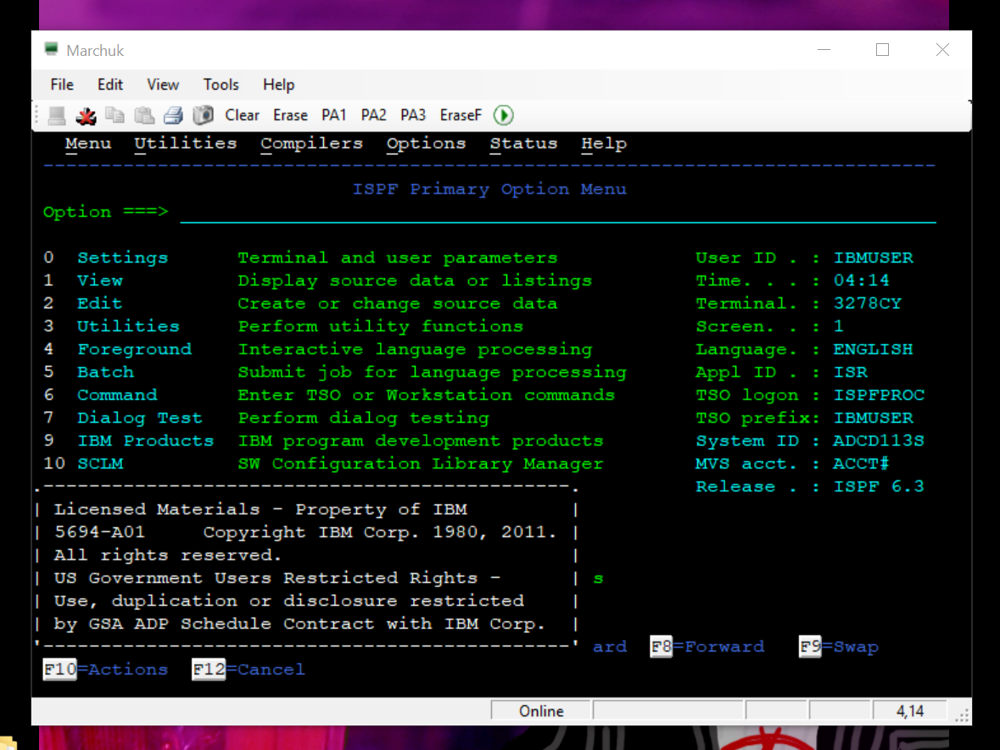 Marchuk
File Edit View Tools Help
Clear Erase PA1 PA2 PA3 EraseF
Menu Utilities Compilers Options Status Help
ISPF Primary Option Menu
Option ===>
0 Settings Terminal and user parameters User ID . : IBMUSER
1 View Display source data or listings Time. . . : 04:14
2 Edit Create or change source data Terminal. : 3278CY
3 Utilities Perform utility functions Screen. . : 1
4 Foreground Interactive language processing Language. : ENGLISH
5 Batch Submit job for language processing Appl ID . : ISR
6 Command Enter TSO or Workstation commands TSO logon : ISPFPROC
7 Dialog Test Perform dialog testing TSO prefix: IBMUSER
9 IBM Products IBM program development products System ID : ADCD113S
10 SCLM SW Configuration Library Manager MVS acct. : ACCT#
Release . : ISPF 6.3
Licensed Materials - Property of IBM
5694-A01 Copyright IBM Corp. 1980, 2011.
All rights reserved.
US Government Users Restricted Rights - s
Use, duplication or disclosure restricted
by GSA ADP Schedule Contract with IBM Corp.
ard F8=Forward F9=Swap
F10=Actions F12=Cancel
Online 4,14